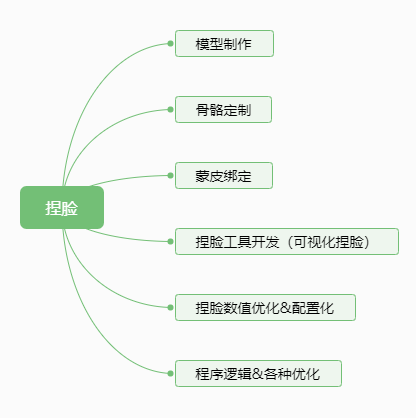 模型制作
骨骼定制
蒙皮绑定
捏脸
捏脸工具开发（可视化捏脸）
捏脸数值优化&配置化
程序逻辑&各种优化